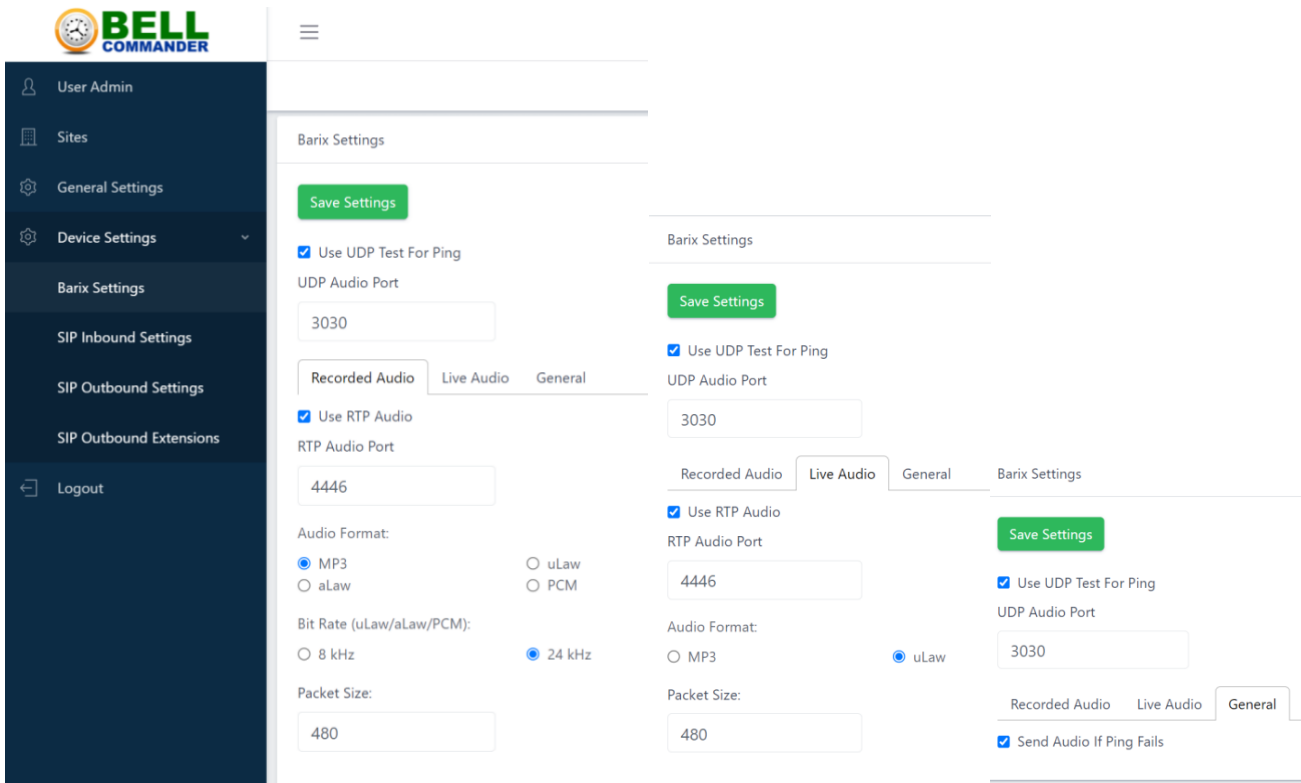 BELL
COMMANDER
User Admin
Sites
General Settings
Device Settings
Barix Settings
SIP Inbound Settings
SIP Outbound Settings
SIP Outbound Extensions
Logout
Barix Settings
Save Settings
Use UDP Test For Ping
UDP Audio Port
3030
Recorded Audio Live Audio General
Use RTP Audio
RTP Audio Port
4446
Audio Format:
MP3 uLaw
aLaw PCM
Bit Rate (uLaw/aLaw/PCM):
8 kHz 24 kHz
Packet Size:
480
Barix Settings
Save Settings
Use UDP Test For Ping
UDP Audio Port
3030
Recorded Audio Live Audio General
Use RTP Audio
RTP Audio Port
4446
Audio Format:
MP3 uLaw
Packet Size:
480
Barix Settings
Save Settings
Use UDP Test For Ping
UDP Audio Port
3030
Recorded Audio Live Audio General
Send Audio If Ping Fails